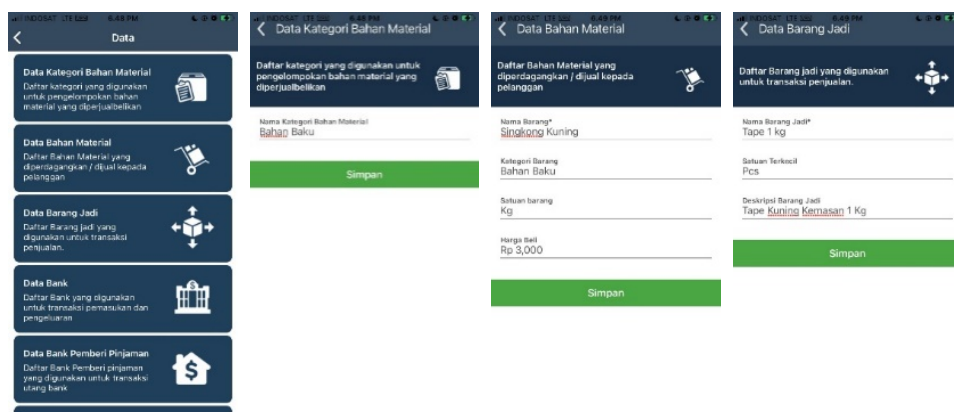 INDOSAT LTE 6.48 PM
Data
Data Kategori Bahan Material
Daftar kategori yang digunakan
untuk pengelompokan bahan
material yang diperjualbelikan
Data Bahan Material
Daftar Bahan Material yang
diperdagangkan / dijual kepada
pelanggan
Data Barang Jadi
Daftar Barang jadi yang
digunakan untuk transaksi
penjualan.
Data Bank
Daftar Bank yang digunakan
untuk transaksi pemasukan dan
pengeluaran
Data Bank Pemberi Pinjaman
Daftar Bank Pemberi pinjaman
yang digunakan untuk transaksi
utang bank
INDOSAT LTE 6.48 PM
Data Kategori Bahan Material
Daftar kategori yang digunakan untuk
pengelompokan bahan material yang
diperjualbelikan
Nama Kategori Bahan Material
Bahan Baku
Simpan
INDOSAT LTE 6.49 PM
Data Bahan Material
Daftar Bahan Material yang
diperdagangkan / dijual kepada
pelanggan
Nama Barang*
Singkong Kuning
Kategori Barang
Bahan Baku
Satuan barang
Kg
Harga Beli
Rp 3,000
Simpan
INDOSAT LTE 6.49 PM
Data Barang Jadi
Daftar Barang jadi yang digunakan
untuk transaksi penjualan.
Nama Barang Jadi*
Tape 1 kg
Satuan Terkecil
Pcs
Deskripsi Barang Jadi
Tape Kuning Kemasan 1 Kg
Simpan